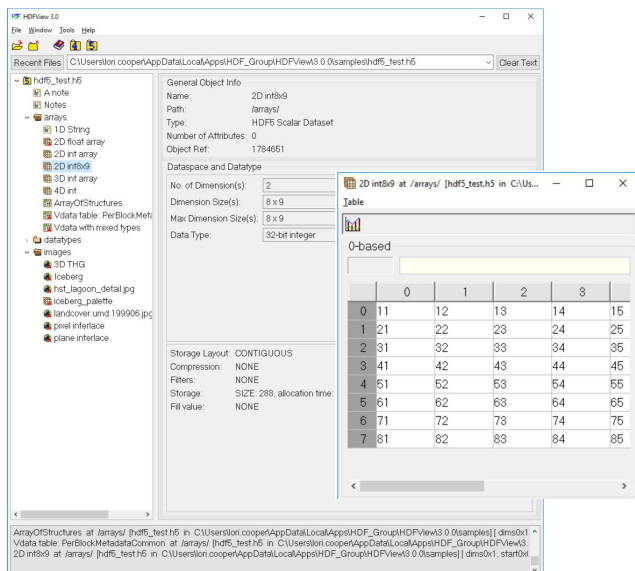 HDF HDFView 3.0
File Window Tools Help
Recent Files C:\Users\lori.cooper\AppData\Local\Apps\HDF_Group\HDFView\3.0.0\samples\hdf5_test.h5 Clear Text
hdf5_test.h5
A note
Notes
arrays
1D String
2D float array
2D int array
2D int8x9
3D int array
4D int
ArrayOfStructures
Vdata table: PerBlockMeta
Vdata with mixed types
datatypes
images
3D THG
Iceberg
hst_lagoon_detail.jpg
iceberg_palette
landcover.umd.199906.jpg
pixel interlace
plane interlace
General Object Info
Name: 2D int8x9
Path: /arrays/
Type: HDF5 Scalar Dataset
Number of Attributes: 0
Object Ref: 1784651
Dataspace and Datatype
No. of Dimension(s): 2
Dimension Size(s): 8 x 9
Max Dimension Size(s): 8 x 9
Data Type: 32-bit integer
Storage Layout: CONTIGUOUS
Compression: NONE
Filters: NONE
Storage: SIZE: 288, allocation time:
Fill value: NONE
2D int8x9 at /arrays/ [hdf5_test.h5 in C:\Us...
Table
0-based
0 1 2 3
0 11 12 13 14 15
1 21 22 23 24 25
2 31 32 33 34 35
3 41 42 43 44 45
4 51 52 53 54 55
5 61 62 63 64 65
6 71 72 73 74 75
7 81 82 83 84 85
ArrayOfStructures at /arrays/ [hdf5_test.h5 in C:\Users\lori.cooper\AppData\Local\Apps\HDF_Group\HDFView\3.0.0\samples] [ dims0x1
Vdata table: PerBlockMetadataCommon at /arrays/ [hdf5_test.h5 in C:\Users\lori.cooper\AppData\Local\Apps\HDF_Group\HDFView\3.
2D int8x9 at /arrays/ [hdf5_test.h5 in C:\Users\lori.cooper\AppData\Local\Apps\HDF_Group\HDFView\3.0.0\samples] [ dims0x1, start0x